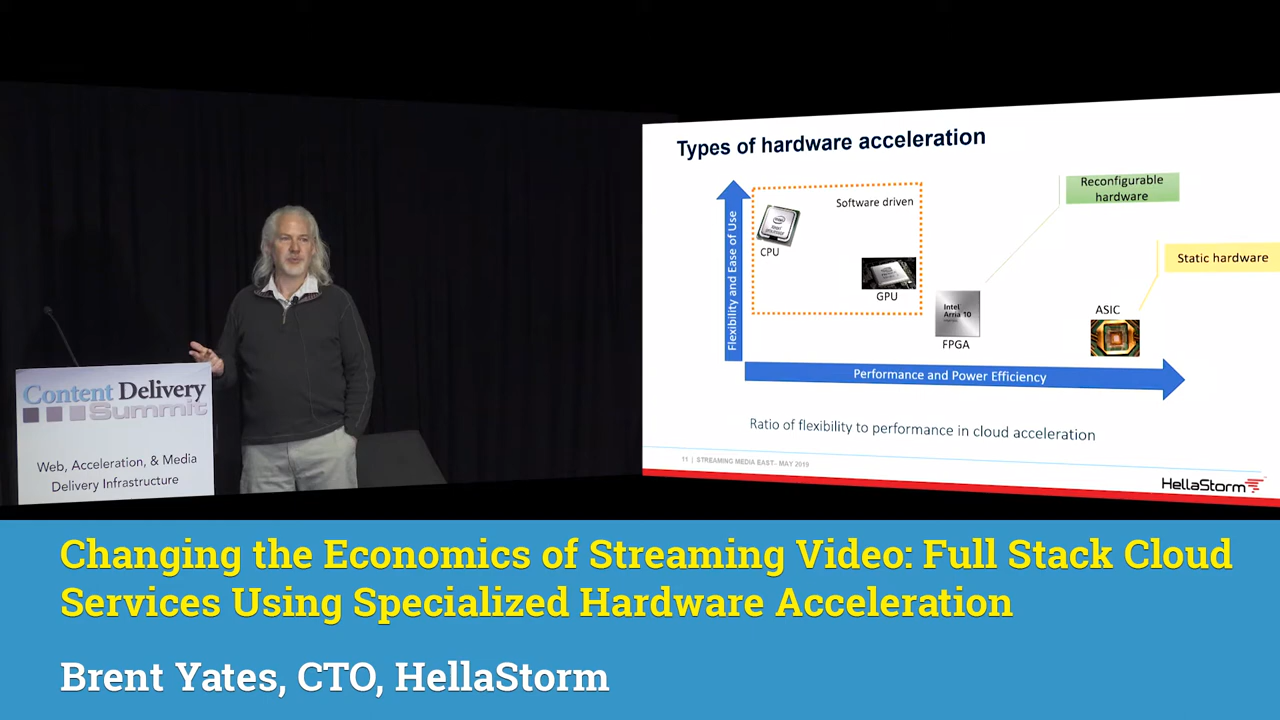 Types of hardware acceleration
Reconfigurable
hardware
Software driven
Static hardware
Flexibility and Ease of Use
CPU
GPU
Intel
Arria 10
FPGA
ASIC
Performance and Power Efficiency
Ratio of flexibility to performance in cloud acceleration
11 | STREAMING MEDIA EAST- MAY 2019
HellaStorm
Content Delivery
Summit
Web, Acceleration, & Media
Delivery Infrastructure
Changing the Economics of Streaming Video: Full Stack Cloud
Services Using Specialized Hardware Acceleration
Brent Yates, CTO, HellaStorm